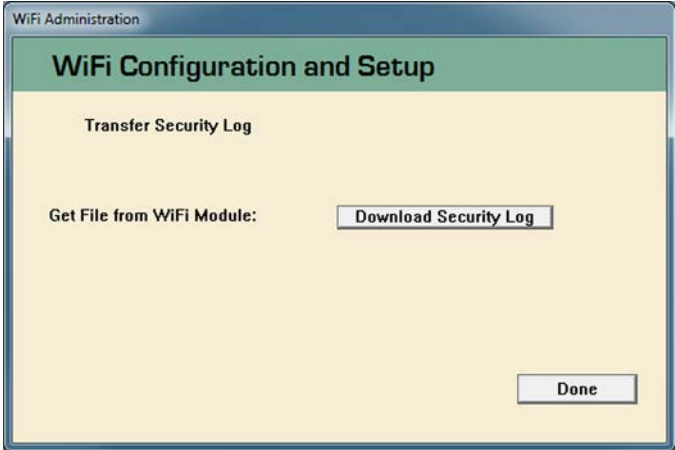 WiFi Administration
WiFi Configuration and Setup
Transfer Security Log
Get File from WiFi Module: Download Security Log
Done